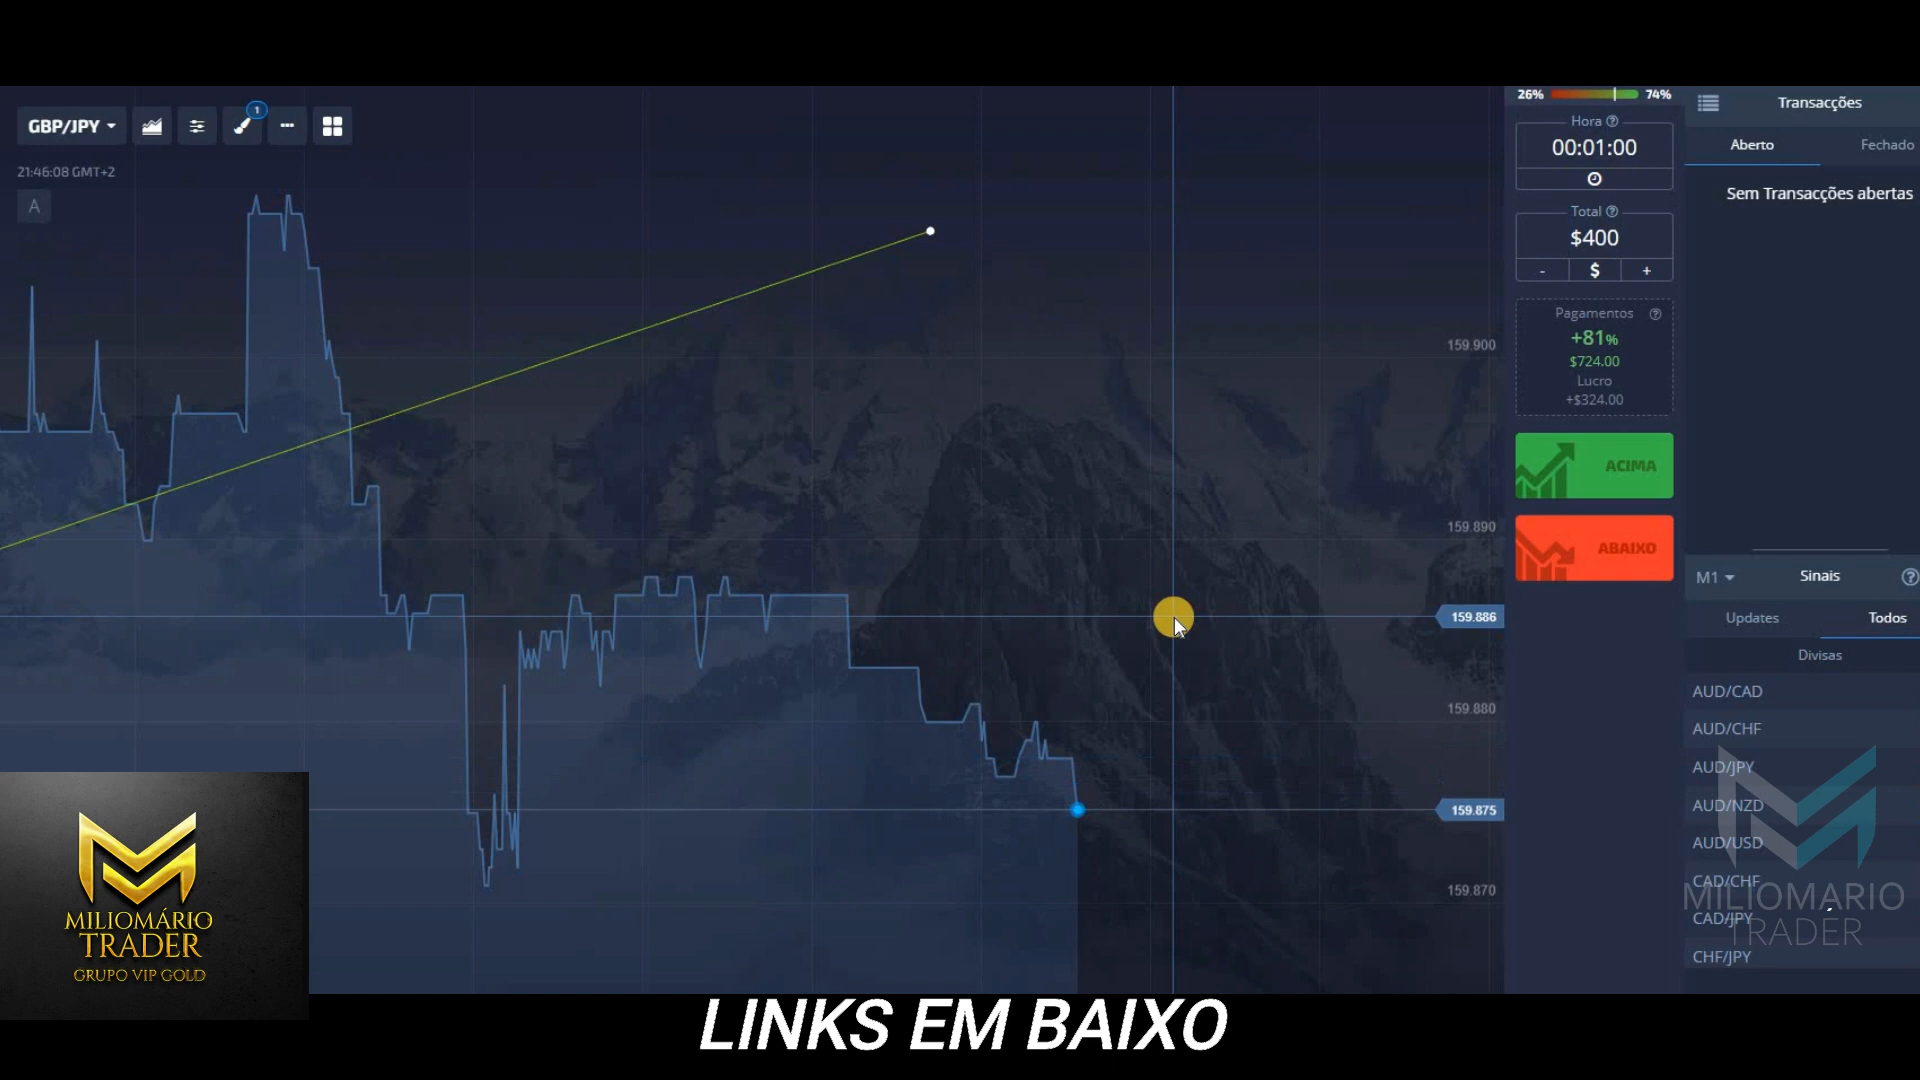 GBP/JPY
1
21:46:08 GMT+2
A
159.900
159.890
159.886
159.880
159.875
159.870
26% 74%
Hora
00:01:00
Total
$400
- $ +
Pagamentos
+81%
$724.00
Lucro
+$324.00
ACIMA
ABAIXO
Transacções
Aberto Fechado
Sem Transacções abertas
M1 Sinais
Updates Todos
Divisas
AUD/CAD
AUD/CHF
AUD/JPY
AUD/NZD
AUD/USD
CAD/CHF
CAD/JPY
CHF/JPY
MILIOMÁRIO
TRADER
MILIOMÁRIO
TRADER
GRUPO VIP GOLD
LINKS EM BAIXO